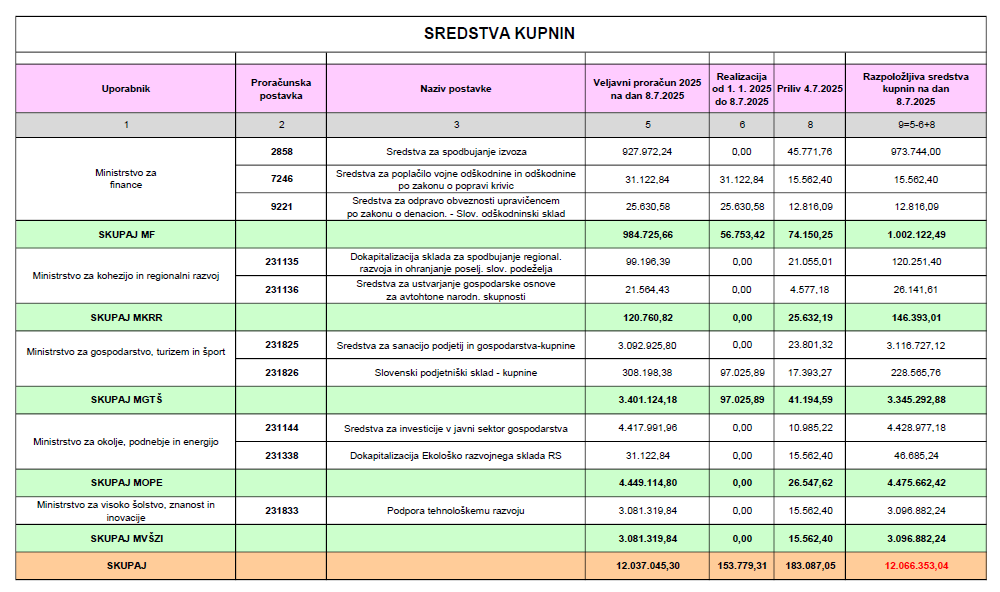 SREDSTVA KUPNIN
Uporabnik
Proračunska
postavka
Naziv postavke
Veljavni proračun 2025
na dan 8.7.2025
Realizacija
od 1. 1. 2025
do 8.7.2025
Priliv 4.7.2025
Razpoložljiva sredstva
kupnin na dan
8.7.2025
1 2 3 5 6 8 9=5-6+8
Ministrstvo za
finance
2858 Sredstva za spodbujanje izvoza 927.972,24 0,00 45.771,76 973.744,00
7246 Sredstva za poplačilo vojne odškodnine in odškodnine
po zakonu o popravi krivic 31.122,84 31.122,84 15.562,40 15.562,40
9221 Sredstva za odpravo obveznosti upravičencem
po zakonu o denacion. - Slov. odškodninski sklad 25.630,58 25.630,58 12.816,09 12.816,09
SKUPAJ MF 984.725,66 56.753,42 74.150,25 1.002.122,49
Ministrstvo za kohezijo in regionalni razvoj
231135 Dokapitalizacija sklada za spodbujanje regional.
razvoja in ohranjanje poselj. slov. podeželja 99.196,39 0,00 21.055,01 120.251,40
231136 Sredstva za ustvarjanje gospodarske osnove
za avtohtone narodn. skupnosti 21.564,43 0,00 4.577,18 26.141,61
SKUPAJ MKRR 120.760,82 0,00 25.632,19 146.393,01
Ministrstvo za gospodarstvo, turizem in šport
231825 Sredstva za sanacijo podjetij in gospodarstva-kupnine 3.092.925,80 0,00 23.801,32 3.116.727,12
231826 Slovenski podjetniški sklad - kupnine 308.198,38 97.025,89 17.393,27 228.565,76
SKUPAJ MGTŠ 3.401.124,18 97.025,89 41.194,59 3.345.292,88
Ministrstvo za okolje, podnebje in energijo
231144 Sredstva za investicije v javni sektor gospodarstva 4.417.991,96 0,00 10.985,22 4.428.977,18
231338 Dokapitalizacija Ekološko razvojnega sklada RS 31.122,84 0,00 15.562,40 46.685,24
SKUPAJ MOPE 4.449.114,80 0,00 26.547,62 4.475.662,42
Ministrstvo za visoko šolstvo, znanost in
inovacije
231833 Podpora tehnološkemu razvoju 3.081.319,84 0,00 15.562,40 3.096.882,24
SKUPAJ MVŠZI 3.081.319,84 0,00 15.562,40 3.096.882,24
SKUPAJ 12.037.045,30 153.779,31 183.087,05 12.066.353,04